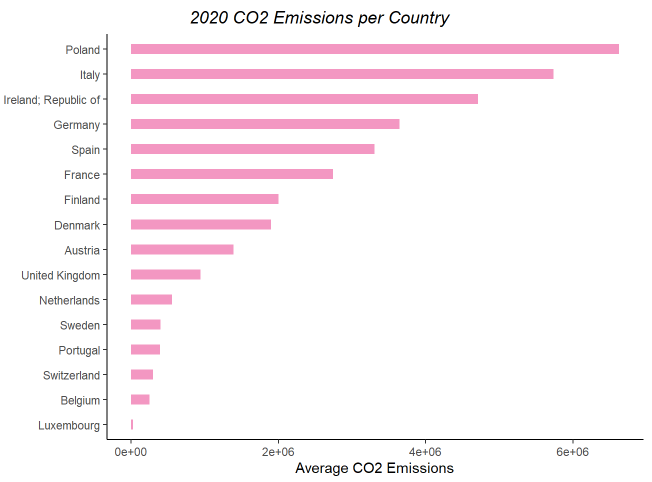 2020 CO2 Emissions per Country
Poland
Italy
Ireland; Republic of
Germany
Spain
France
Finland
Denmark
Austria
United Kingdom
Netherlands
Sweden
Portugal
Switzerland
Belgium
Luxembourg
0e+00 2e+06 4e+06 6e+06
Average CO2 Emissions